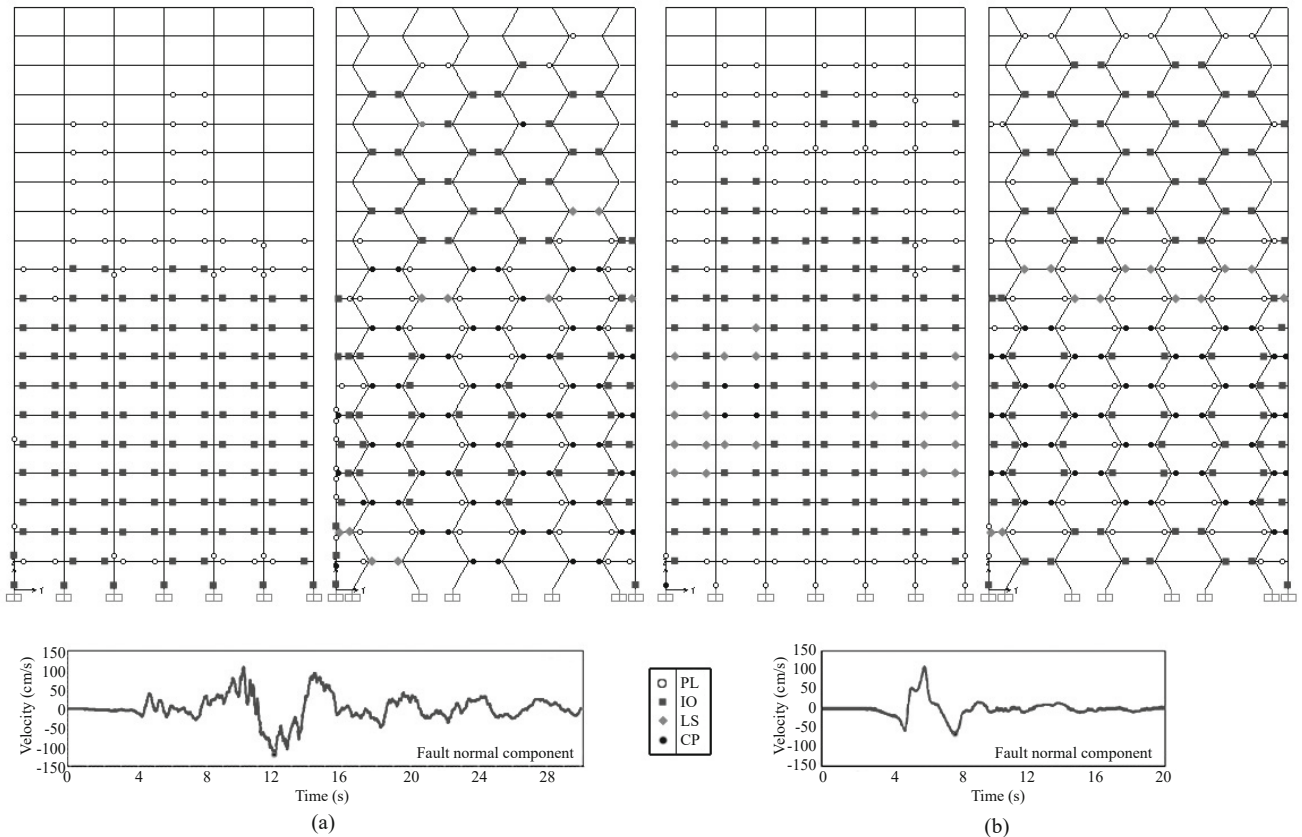 Y
Y
Y
Y
Velocity (cm/s)
150
100
50
0
-50
-100
-150
Fault normal component
0 4 8 12 16 20 24 28
Time (s)
(a)
PL
IO
LS
CP
Velocity (cm/s)
150
100
50
0
-50
-100
-150
Fault normal component
0 4 8 12 16 20
Time (s)
(b)